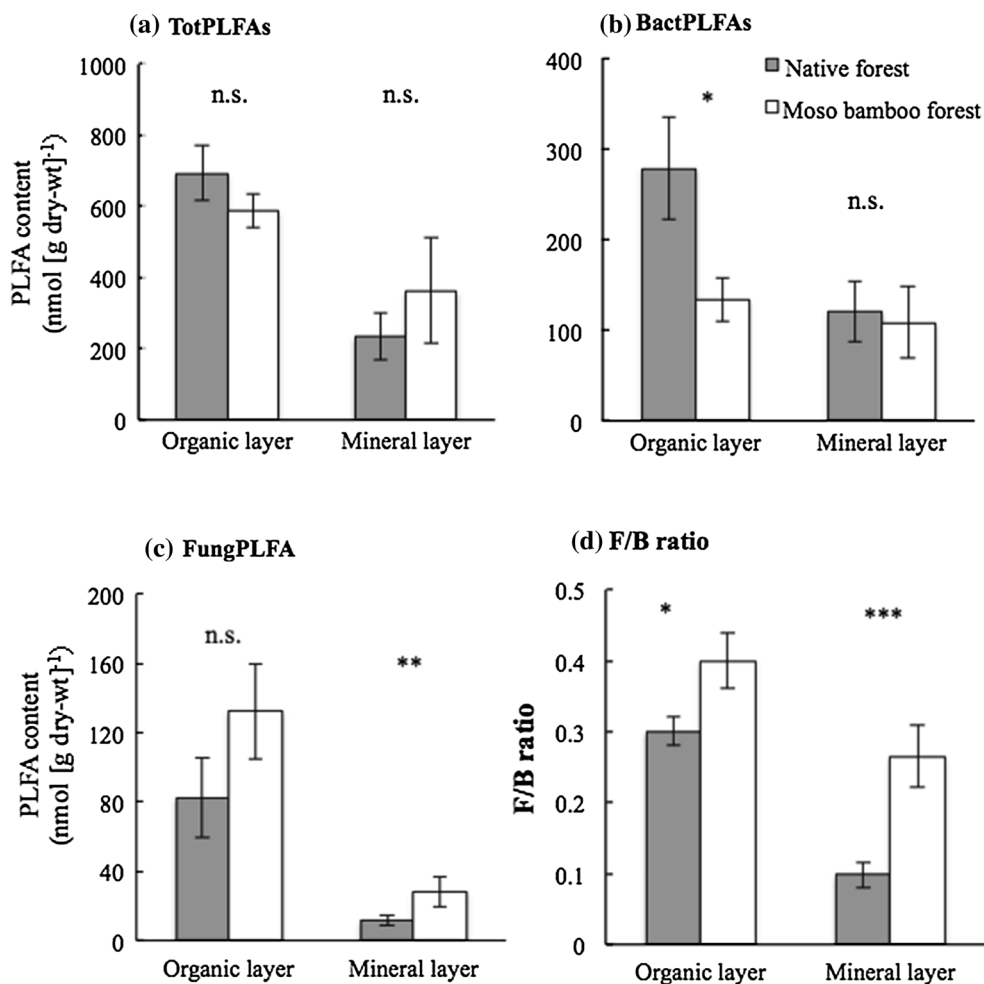 (a) TotPLFAs
1000
800
600
400
200
0
PLFA content
(nmol [g dry-wt]-1
n.s.
n.s.
Organic layer
Mineral layer
(b) BactPLFAs
400
300
200
100
0
Native forest
Moso bamboo forest
*
n.s.
Organic layer
Mineral layer
(c) FungPLFA
200
160
120
80
40
0
PLFA content
(nmol [g dry-wt]-1
n.s.
**
Organic layer
Mineral layer
(d) F/B ratio
0.5
0.4
0.3
0.2
0.1
0
F/B ratio
*
***
Organic layer
Mineral layer